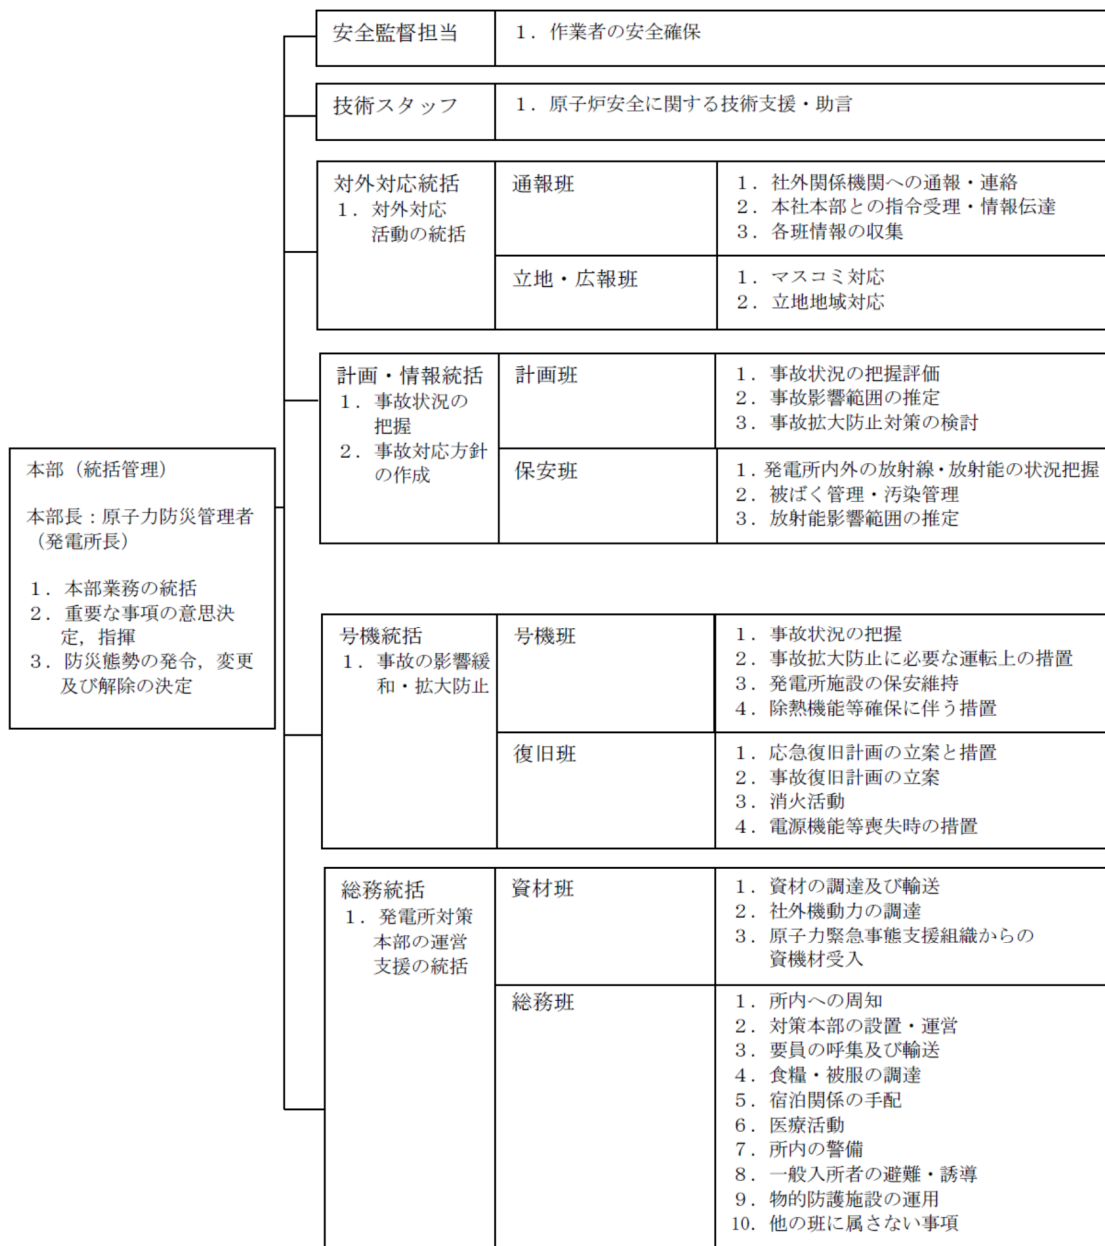 安全監督担当
１．作業者の安全確保
技術スタッフ
１．原子炉安全に関する技術支援・助言
対外対応統括
１．対外対応
活動の統括
通報班
１．社外関係機関への通報・連絡
２．本社本部との指令受理・情報伝達
３．各班情報の収集
立地・広報班
１．マスコミ対応
２．立地地域対応
計画・情報統括
１．事故状況の
把握
２．事故対応方針
の作成
計画班
１．事故状況の把握評価
２．事故影響範囲の推定
３．事故拡大防止対策の検討
保安班
１．発電所内外の放射線・放射能の状況把握
２．被ばく管理・汚染管理
３．放射能影響範囲の推定
本部（統括管理）
本部長：原子力防災管理者
（発電所長）
１．本部業務の統括
２．重要な事項の意思決
定，指揮
３．防災態勢の発令，変更
及び解除の決定
号機統括
１．事故の影響緩
和・拡大防止
号機班
１．事故状況の把握
２．事故拡大防止に必要な運転上の措置
３．発電所施設の保安維持
４．除熱機能等確保に伴う措置
復旧班
１．応急復旧計画の立案と措置
２．事故復旧計画の立案
３．消火活動
４．電源機能等喪失時の措置
総務統括
１．発電所対策
本部の運営
支援の統括
資材班
１．資材の調達及び輸送
２．社外機動力の調達
３．原子力緊急事態支援組織からの
資機材受入
総務班
１．所内への周知
２．対策本部の設置・運営
３．要員の呼集及び輸送
４．食糧・被服の調達
５．宿泊関係の手配
６．医療活動
７．所内の警備
８．一般入所者の避難・誘導
９．物的防護施設の運用
10．他の班に属さない事項